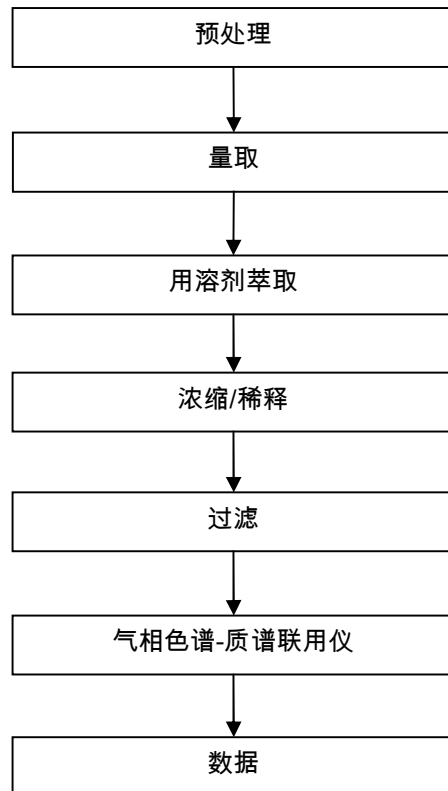 预处理
量取
用溶剂萃取
浓缩/稀释
过滤
气相色谱-质谱联用仪
数据